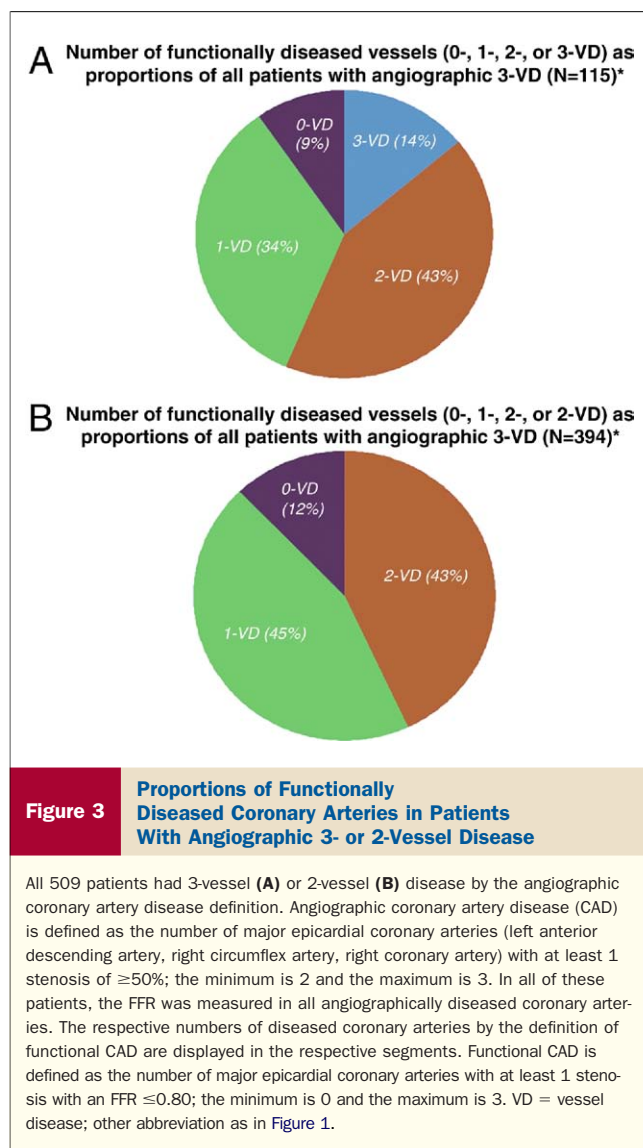 A Number of functionally diseased vessels (0-, 1-, 2-, or 3-VD) as
proportions of all patients with angiographic 3-VD (N=115)*
0-VD
(9%)
3-VD (14%)
1-VD (34%)
2-VD (43%)
B Number of functionally diseased vessels (0-, 1-, 2-, or 2-VD) as
proportions of all patients with angiographic 3-VD (N=394)*
0-VD
(12%)
2-VD (43%)
1-VD (45%)
Figure 3
Proportions of Functionally
Diseased Coronary Arteries in Patients
With Angiographic 3- or 2-Vessel Disease
All 509 patients had 3-vessel (A) or 2-vessel (B) disease by the angiographic
coronary artery disease definition. Angiographic coronary artery disease (CAD)
is defined as the number of major epicardial coronary arteries (left anterior
descending artery, right circumflex artery, right coronary artery) with at least 1
stenosis of ≥50%; the minimum is 2 and the maximum is 3. In all of these
patients, the FFR was measured in all angiographically diseased coronary arter-
ies. The respective numbers of diseased coronary arteries by the definition of
functional CAD are displayed in the respective segments. Functional CAD is
defined as the number of major epicardial coronary arteries with at least 1 steno-
sis with an FFR ≤0.80; the minimum is 0 and the maximum is 3. VD = vessel
disease; other abbreviation as in Figure 1.